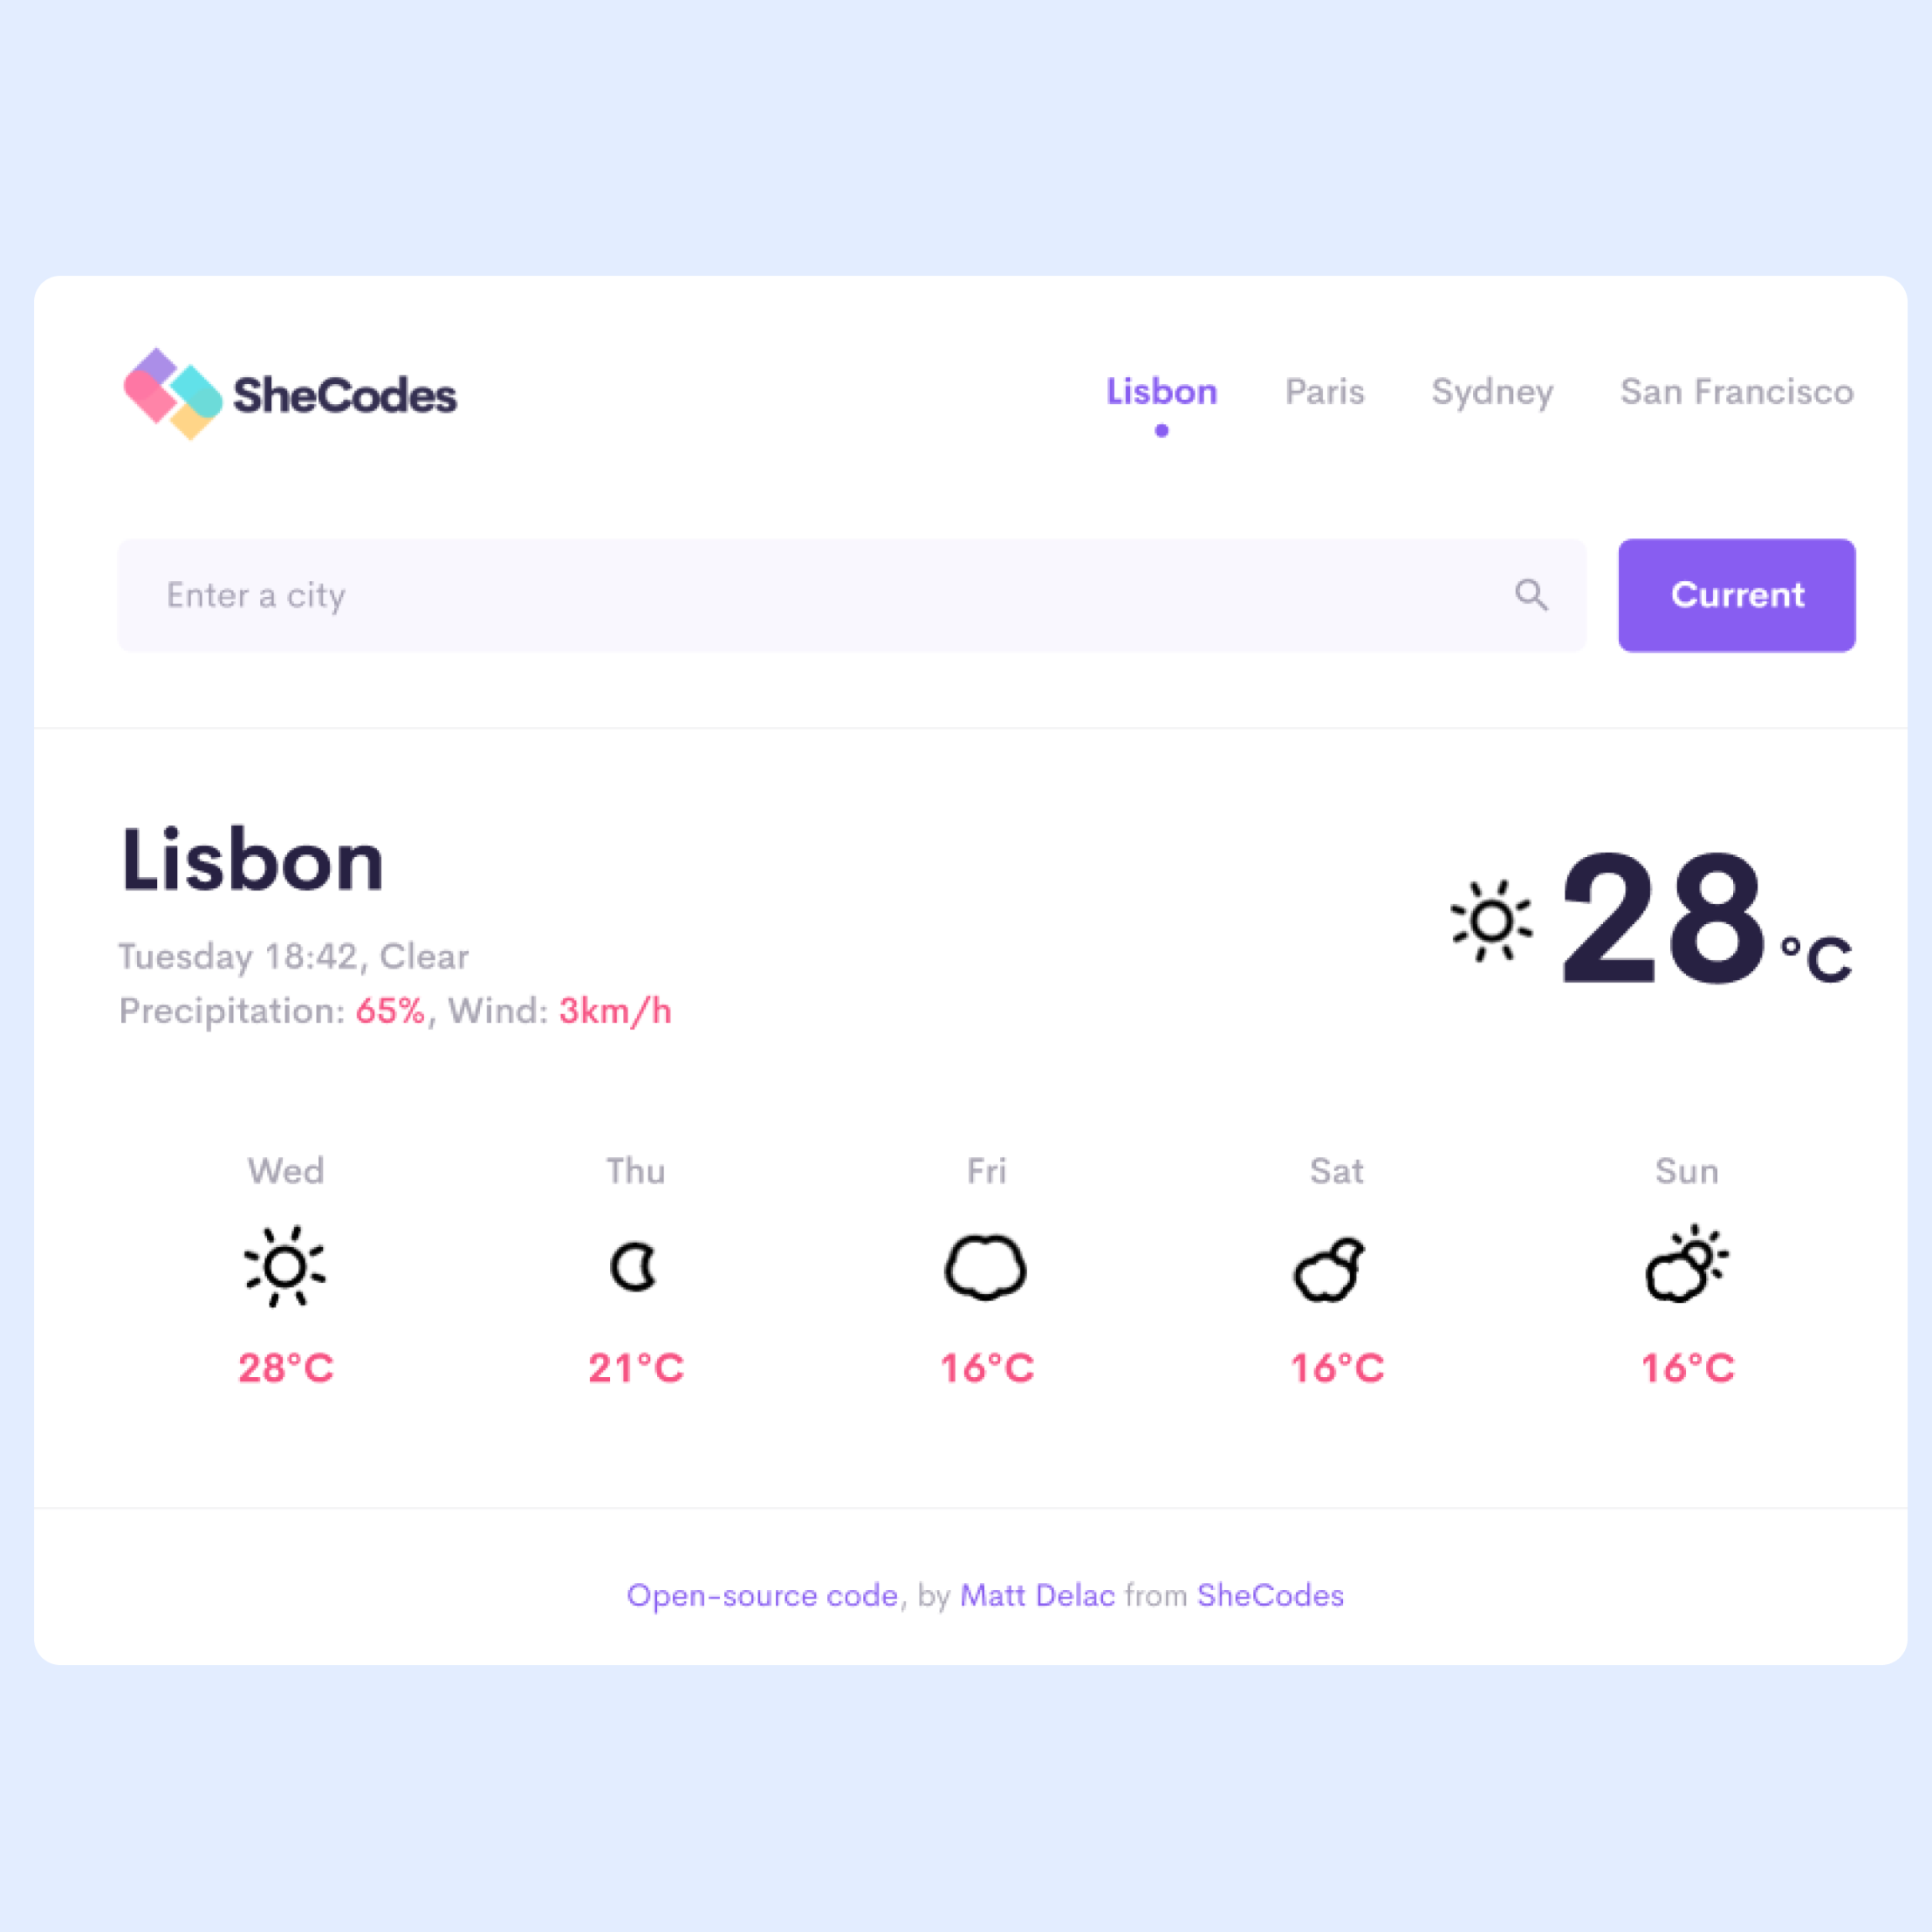 SheCodes
Lisbon Paris Sydney San Francisco
Enter a city
Current
Lisbon
Tuesday 18:42, Clear
Precipitation: 65%, Wind: 3km/h
28 °C
Wed Thu Fri Sat Sun
28°C 21°C 16°C 16°C 16°C
Open-source code, by Matt Delac from SheCodes